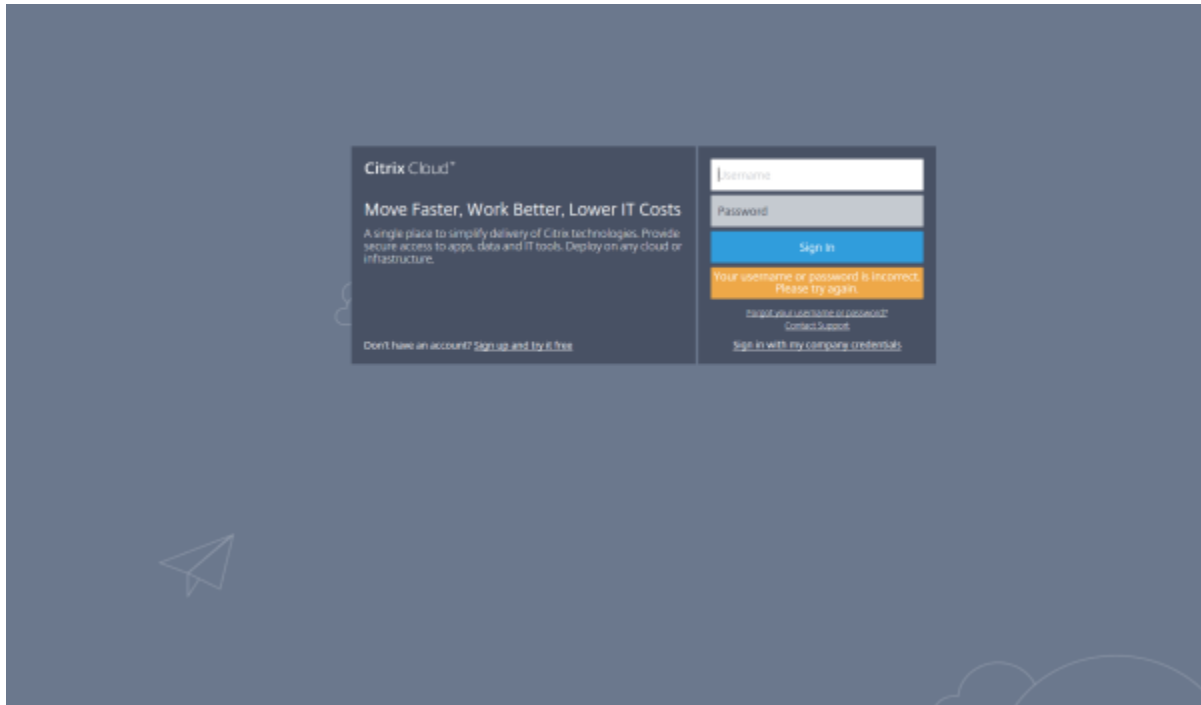 Citrix Cloud™
Move Faster, Work Better, Lower IT Costs
A single place to simplify delivery of Citrix technologies. Provide
secure access to apps, data and IT tools. Deploy on any cloud or
infrastructure.
Don't have an account? Sign up and try it free
Username
Password
Sign In
Your username or password is incorrect.
Please try again.
Forgot your username or password?
Contact Support
Sign in with my company credentials